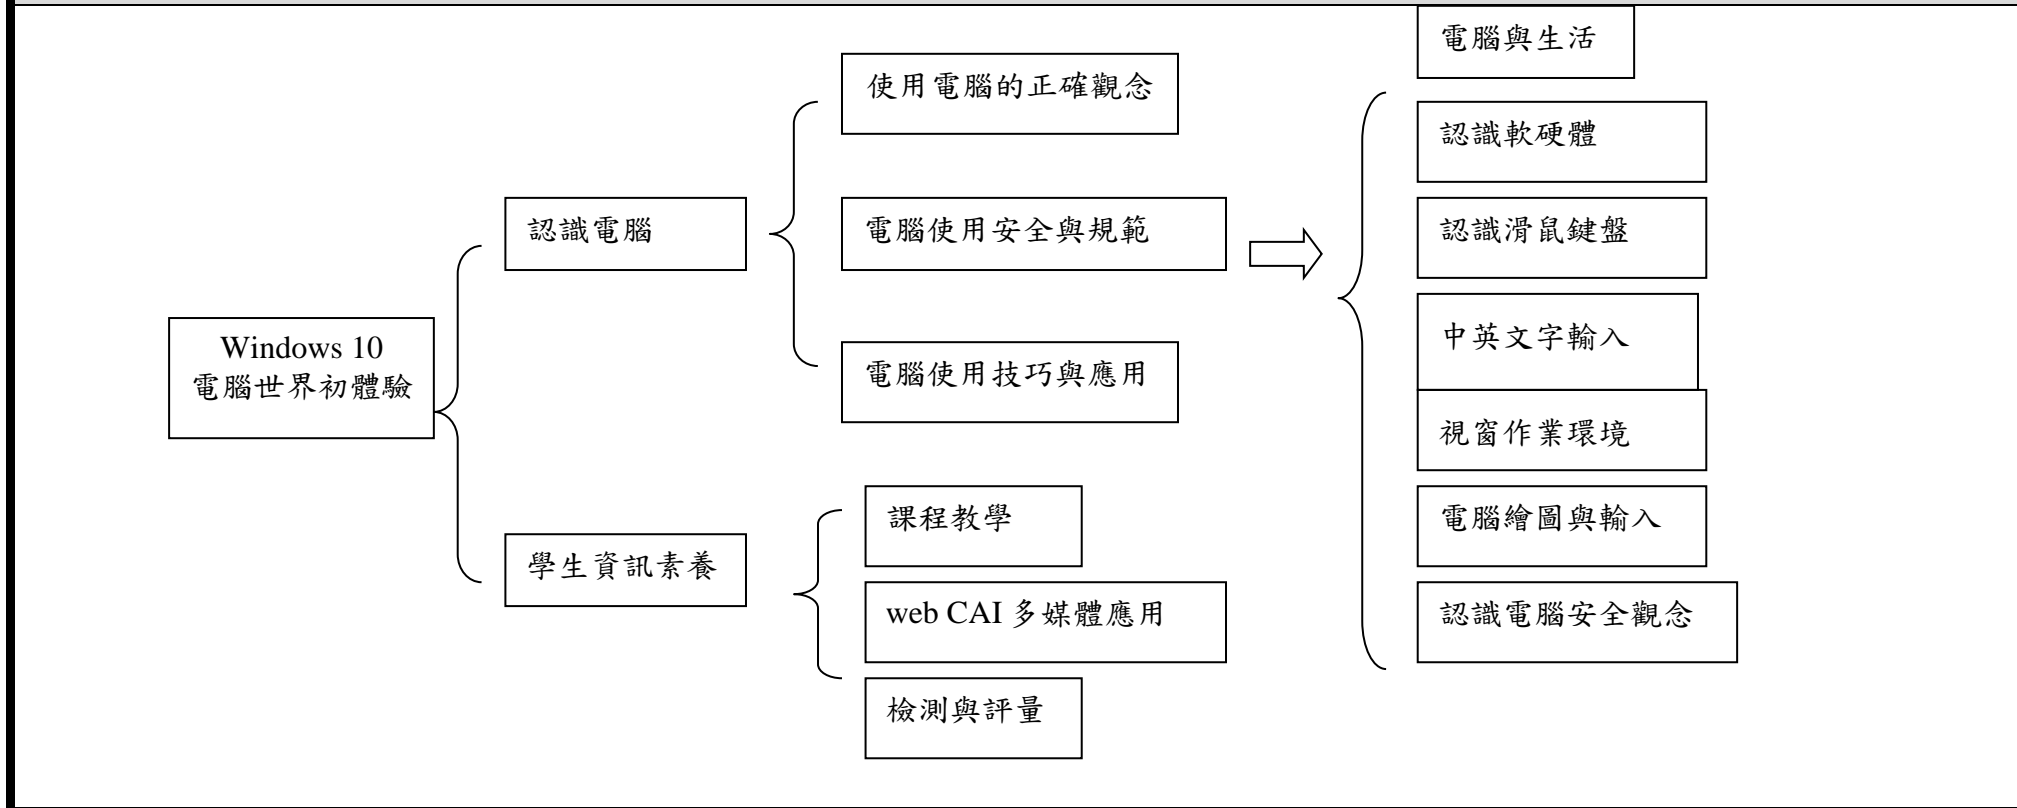 Windows 10
電腦世界初體驗
認識電腦
學生資訊素養
使用電腦的正確觀念
電腦使用安全與規範
電腦使用技巧與應用
課程教學
web CAI 多媒體應用
檢測與評量
電腦與生活
認識軟硬體
認識滑鼠鍵盤
中英文字輸入
視窗作業環境
電腦繪圖與輸入
認識電腦安全觀念